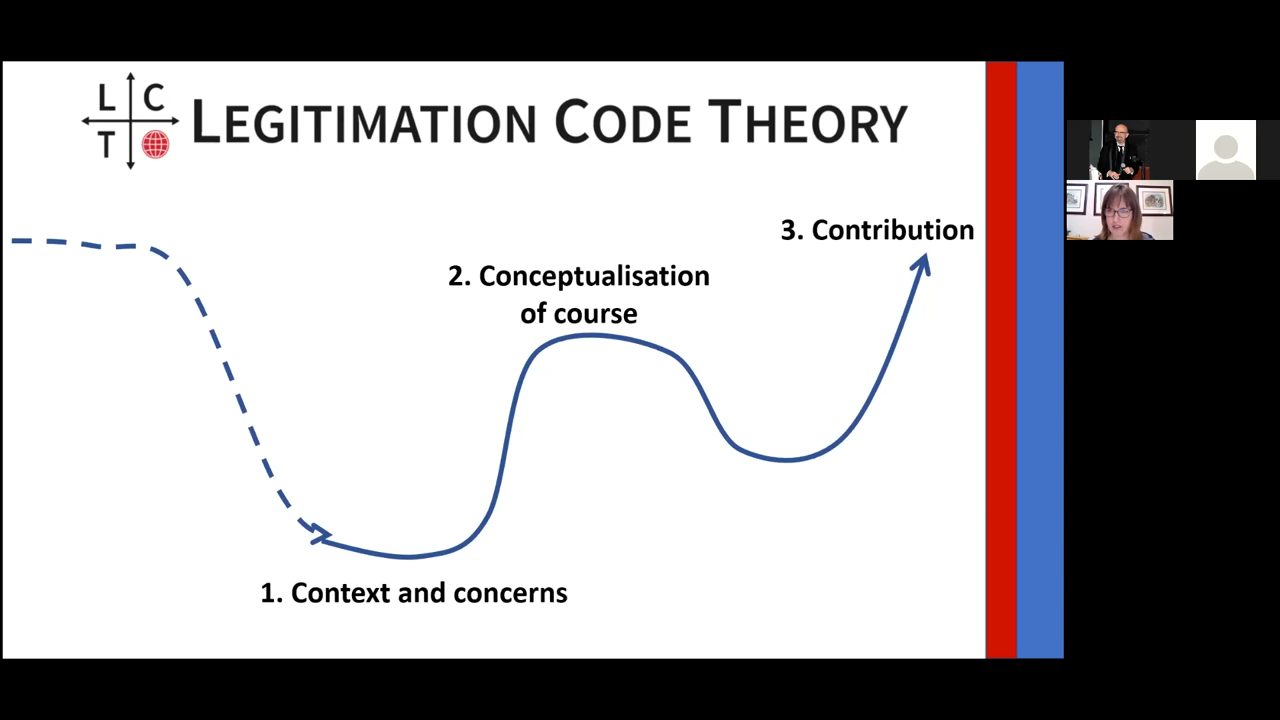 L C
T
LEGITIMATION CODE THEORY
3. Contribution
2. Conceptualisation
of course
1. Context and concerns